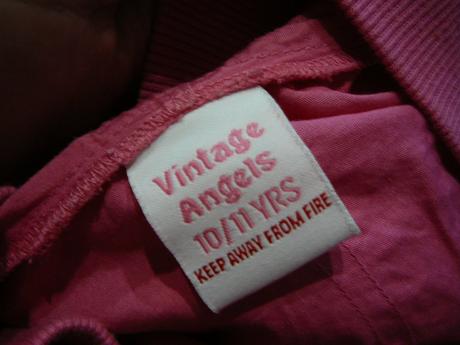 Vintage
Angels
10/11 YRS
KEEP AWAY FROM FIRE